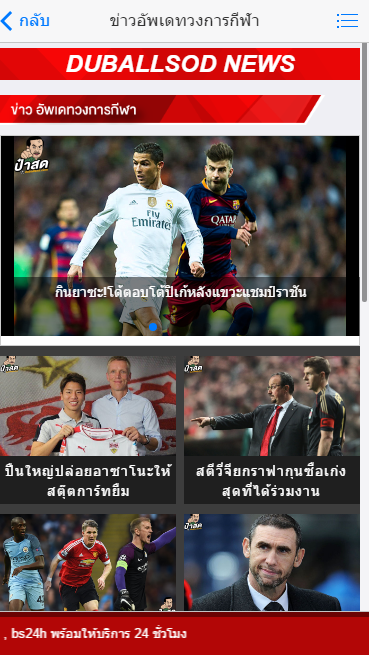 กลับ
ข่าวอัพเดทวงการกีฬา
DUBALLSOD NEWS
ข่าว อัพเดทวงการกีฬา
ป๋าสด
Fly Emirates
QATAR AIRWAYS
กินยาซะ!โด้ตอบโต้ปิเก้หลังแขวะแชมป์ราชัน
ป๋าสด
ปืนใหญ่ปล่อยอาซาโนะให้
สตุ๊ตการ์ทยืม
ป๋าสด
สตีวี่จียกราฟากุนซือเก่ง
สุดที่ได้ร่วมงาน
ป๋าสด
, bs24h พร้อมให้บริการ 24 ชั่วโมง